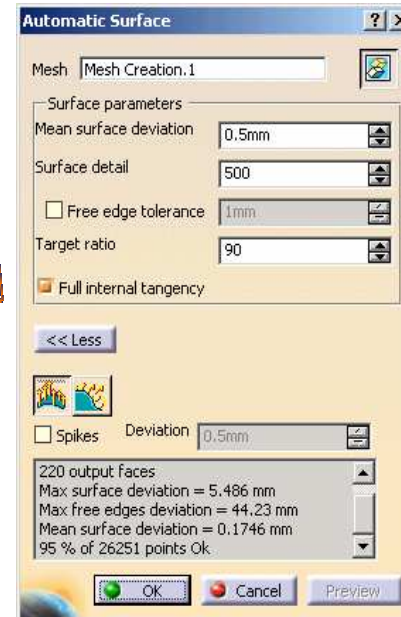 Automatic Surface
Mesh Mesh Creation.1
Surface parameters
Mean surface deviation 0.5mm
Surface detail 500
Free edge tolerance 1mm
Target ratio 90
Full internal tangency
<< Less
Spikes Deviation 0.5mm
220 output faces
Max surface deviation = 5.486 mm
Max free edges deviation = 44.23 mm
Mean surface deviation = 0.1746 mm
95 % of 26251 points Ok
OK Cancel Preview